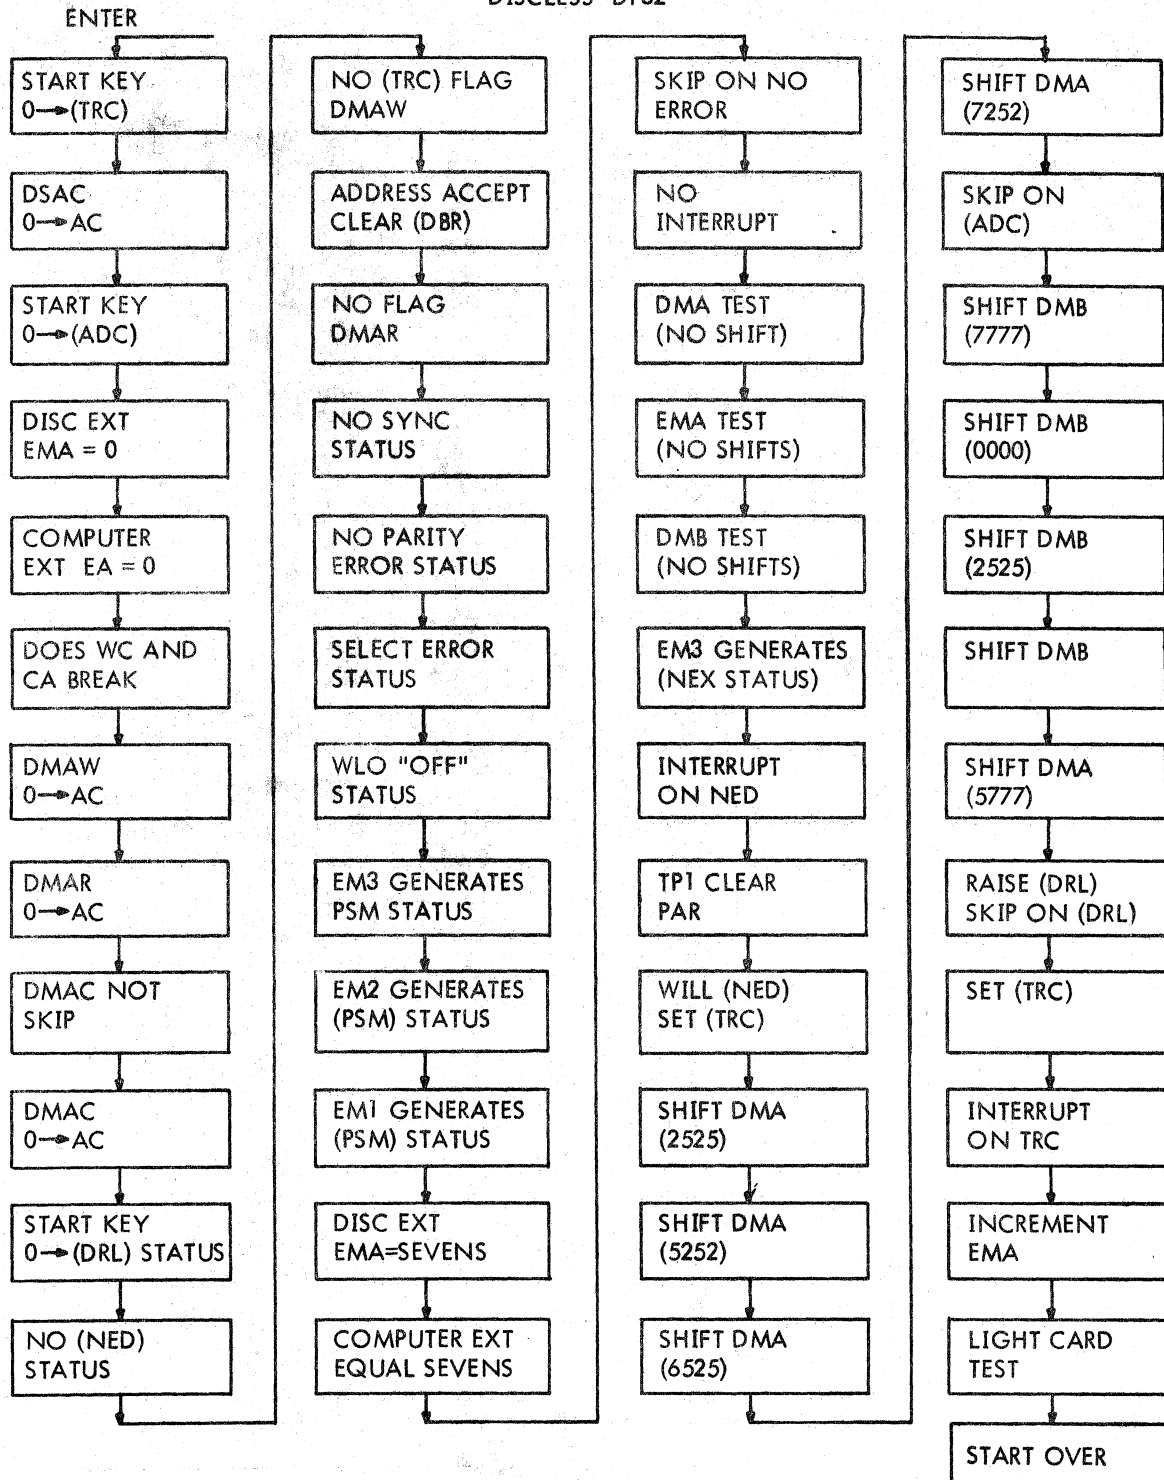 DISCLESS DF32
ENTER
START KEY
0→(TRC)
DSAC
0→AC
START KEY
0→(ADC)
DISC EXT
EMA = 0
COMPUTER
EXT EA = 0
DOES WC AND
CA BREAK
DMAW
0→AC
DMAR
0→AC
DMAC NOT
SKIP
DMAC
0→AC
START KEY
0→(DRL) STATUS
NO (NED)
STATUS
NO (TRC) FLAG
DMAW
ADDRESS ACCEPT
CLEAR (DBR)
NO FLAG
DMAR
NO SYNC
STATUS
NO PARITY
ERROR STATUS
SELECT ERROR
STATUS
WLO "OFF"
STATUS
EM3 GENERATES
PSM STATUS
EM2 GENERATES
(PSM) STATUS
EM1 GENERATES
(PSM) STATUS
DISC EXT
EMA=SEVENS
COMPUTER EXT
EQUAL SEVENS
SKIP ON NO
ERROR
NO
INTERRUPT
DMA TEST
(NO SHIFT)
EMA TEST
(NO SHIFTS)
DMB TEST
(NO SHIFTS)
EM3 GENERATES
(NEX STATUS)
INTERRUPT
ON NED
TP1 CLEAR
PAR
WILL (NED)
SET (TRC)
SHIFT DMA
(2525)
SHIFT DMA
(5252)
SHIFT DMA
(6525)
SHIFT DMA
(7252)
SKIP ON
(ADC)
SHIFT DMB
(7777)
SHIFT DMB
(0000)
SHIFT DMB
(2525)
SHIFT DMB
SHIFT DMA
(5777)
RAISE (DRL)
SKIP ON (DRL)
SET (TRC)
INTERRUPT
ON TRC
INCREMENT
EMA
LIGHT CARD
TEST
START OVER